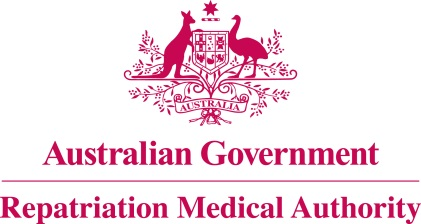 AUSTRALIA
Australian Government
Repatriation Medical Authority